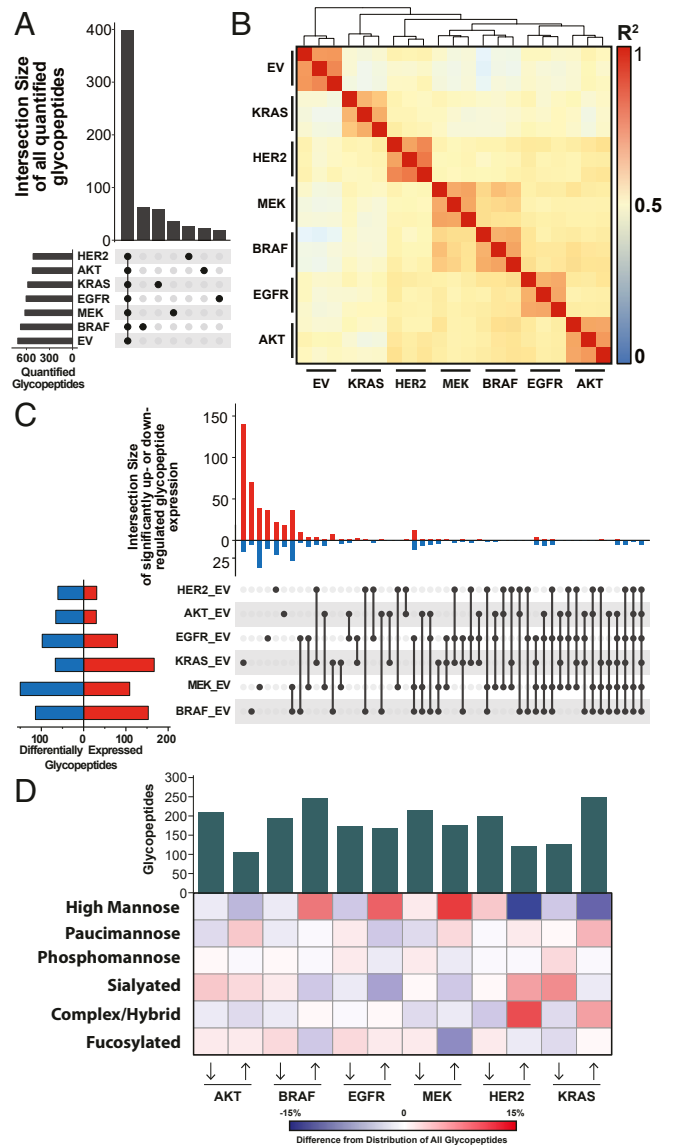 A
Intersection Size
of all quantified
glycopeptides
400
300
200
100
0
HER2
AKT
KRAS
EGFR
MEK
BRAF
EV
600 300 0
Quantified
Glycopeptides
B
R²
1
0.5
0
EV
KRAS
HER2
MEK
BRAF
EGFR
AKT
EV KRAS HER2 MEK BRAF EGFR AKT
C
Intersection Size
of significantly up- or down-
regulated glycopeptide
expression
150
100
50
0
25
HER2_EV
AKT_EV
EGFR_EV
KRAS_EV
MEK_EV
BRAF_EV
100 0 100 200
Differentially Expressed
Glycopeptides
D
Glycopeptides
300
250
200
150
100
50
0
High Mannose
Paucimannose
Phosphomannose
Sialyated
Complex/Hybrid
Fucosylated
↓ ↑ ↓ ↑ ↓ ↑ ↓ ↑ ↓ ↑ ↓ ↑
AKT BRAF EGFR MEK HER2 KRAS
-15% 0 15%
Difference from Distribution of All Glycopeptides